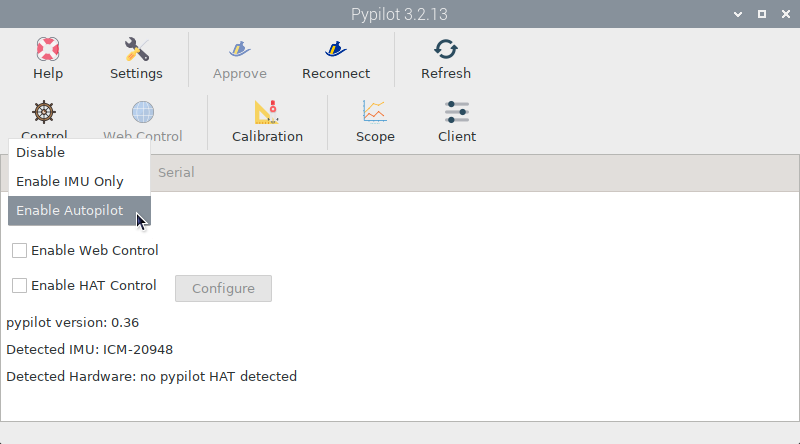 Pypilot 3.2.13
Help Settings Approve Reconnect Refresh
Control Web Control Calibration Scope Client
Disable
Serial
Enable IMU Only
Enable Autopilot
Enable Web Control
Enable HAT Control Configure
pypilot version: 0.36
Detected IMU: ICM-20948
Detected Hardware: no pypilot HAT detected